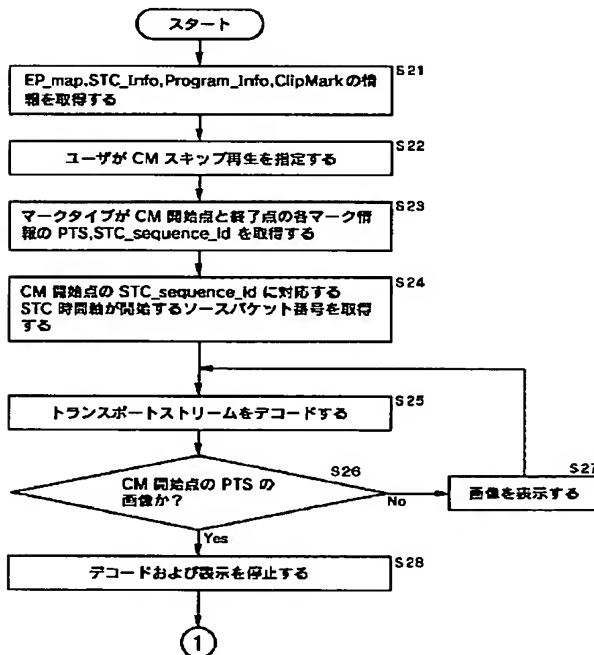 スタート
S21
EP_map,STC_Info,Program_Info,ClipMarkの情
報を取得する
S22
ユーザが CM スキップ再生を指定する
S23
マークタイプが CM 開始点と終了点の各マーク情
報の PTS,STC_sequence_id を取得する
S24
CM 開始点の STC_sequence_id に対応する
STC 時間軸が開始するソースパケット番号を取得
する
S25
トランスポートストリームをデコードする
S26
CM 開始点の PTS の
画像か？
No
S27
画像を表示する
Yes
S28
デコードおよび表示を停止する
1